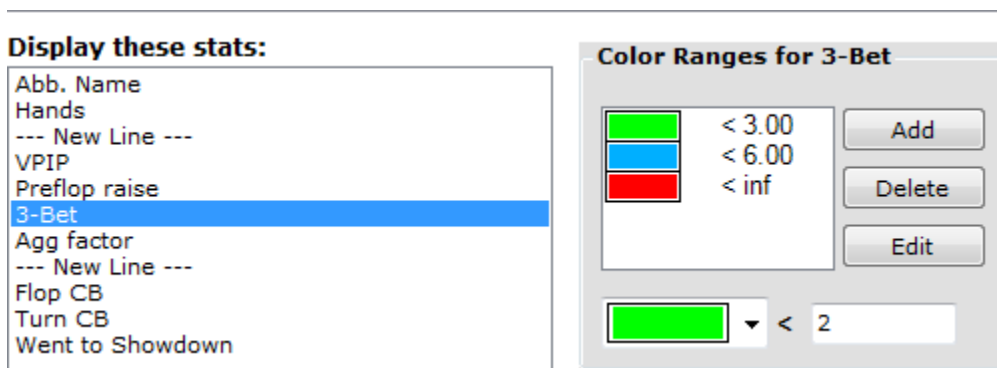 Display these stats:
Abb. Name
Hands
--- New Line ---
VPIP
Preflop raise
3-Bet
Agg factor
--- New Line ---
Flop CB
Turn CB
Went to Showdown
Color Ranges for 3-Bet
< 3.00
< 6.00
< inf
Add
Delete
Edit
< 2